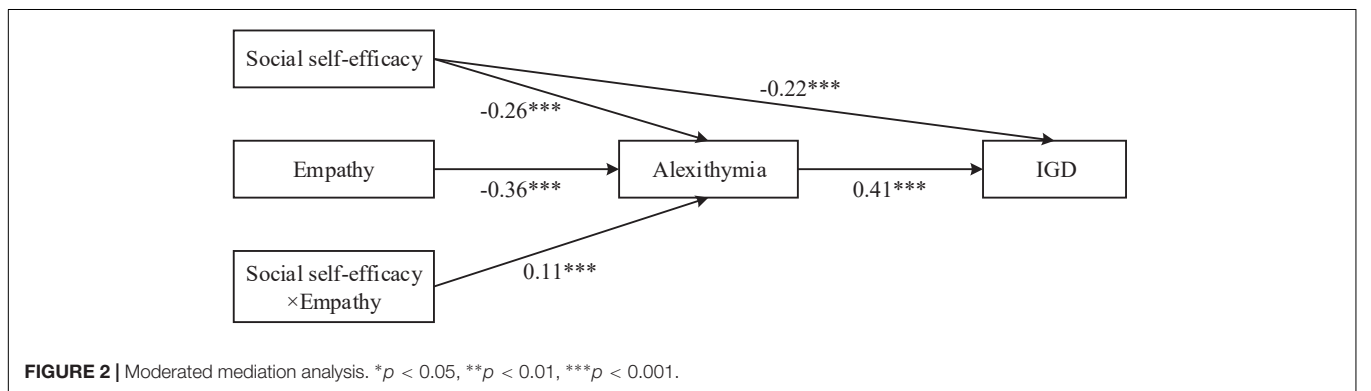 Social self-efficacy
-0.22***
-0.26***
Empathy
-0.36***
Alexithymia
0.41***
IGD
Social self-efficacy
×Empathy
0.11***
FIGURE 2 | Moderated mediation analysis. *p < 0.05, **p < 0.01, ***p < 0.001.